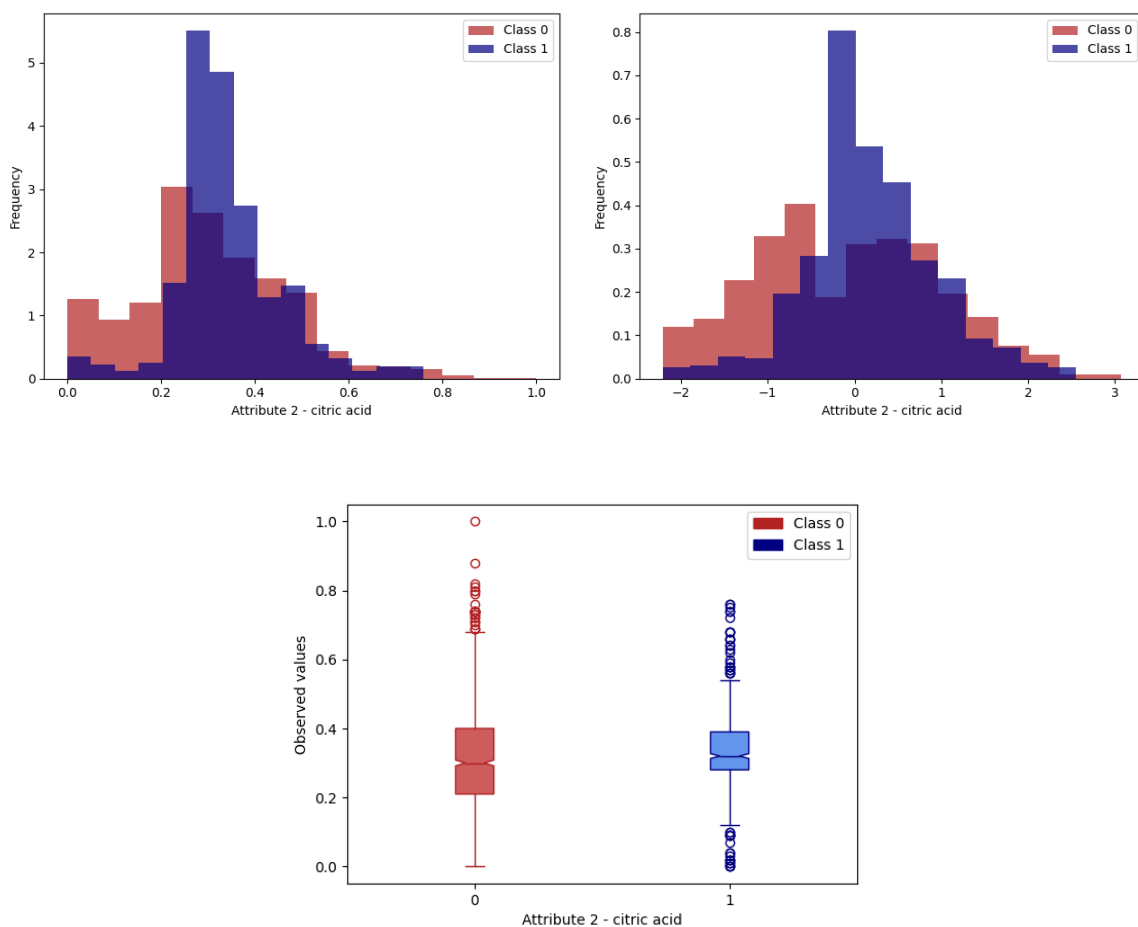 Class 0
Class 1
Frequency
5
4
3
2
1
0
0.0 0.2 0.4 0.6 0.8 1.0
Attribute 2 - citric acid
Class 0
Class 1
Frequency
0.8
0.7
0.6
0.5
0.4
0.3
0.2
0.1
0.0
−2 −1 0 1 2 3
Attribute 2 - citric acid
Class 0
Class 1
Observed values
1.0
0.8
0.6
0.4
0.2
0.0
0 1
Attribute 2 - citric acid